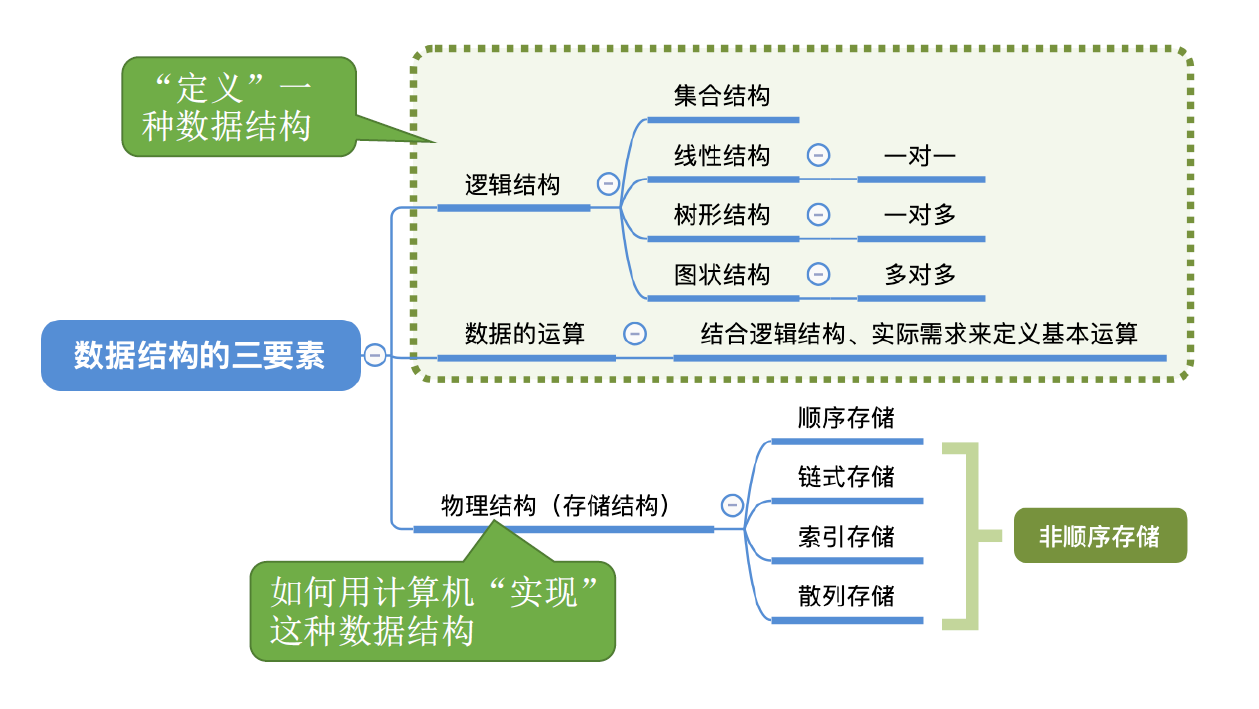 “定义”一
种数据结构
集合结构
线性结构
一对一
逻辑结构
树形结构
一对多
图状结构
多对多
数据的运算
结合逻辑结构、实际需求来定义基本运算
数据结构的三要素
顺序存储
链式存储
物理结构（存储结构）
索引存储
非顺序存储
散列存储
如何用计算机“实现”
这种数据结构